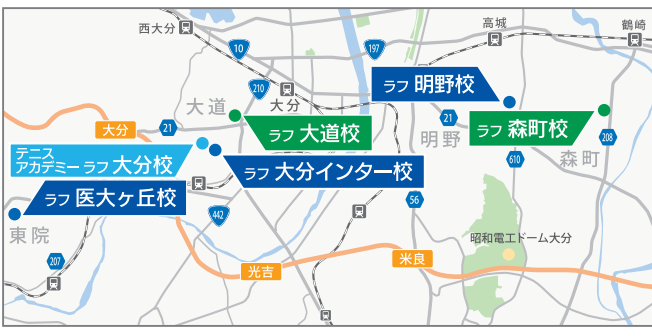 西大分
高城
鶴崎
10
197
210
大分
大道
ラフ 明野校
21
ラフ 大道校
大分
21
明野
ラフ 森町校
208
森町
テニス
アカデミー ラフ 大分校
ラフ 大分インター校
610
ラフ 医大ヶ丘校
56
442
東院
昭和電工ドーム大分
207
光吉
米良